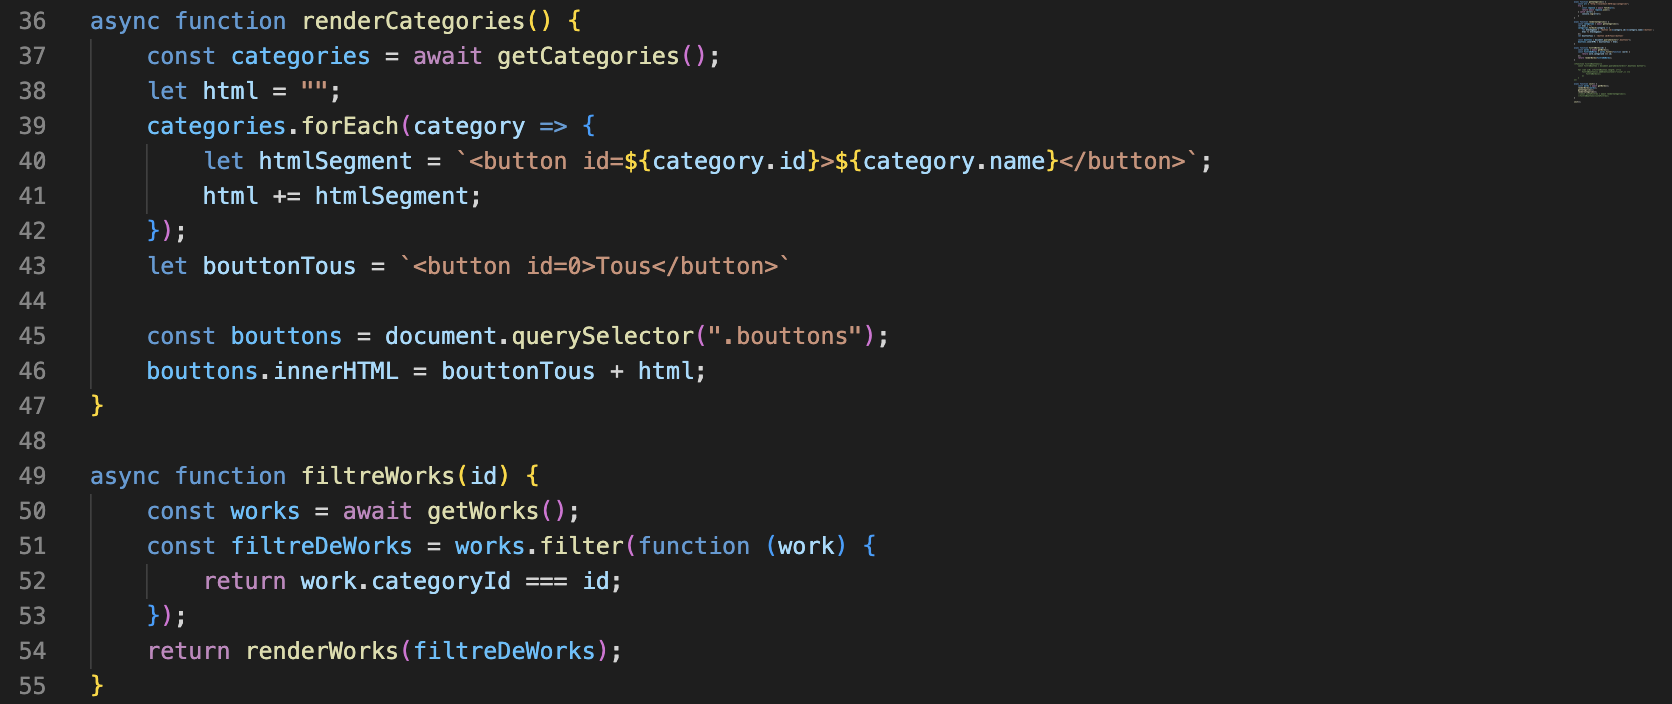 36 async function renderCategories() {
37 const categories = await getCategories();
38 let html = "";
39 categories.forEach(category => {
40 let htmlSegment = `<button id=${category.id}>${category.name}</button>`;
41 html += htmlSegment;
42 });
43 let bouttonTous = `<button id=0>Tous</button>`
44
45 const bouttons = document.querySelector(".bouttons");
46 bouttons.innerHTML = bouttonTous + html;
47 }
48
49 async function filtreWorks(id) {
50 const works = await getWorks();
51 const filtreDeWorks = works.filter(function (work) {
52 return work.categoryId === id;
53 });
54 return renderWorks(filtreDeWorks);
55 }